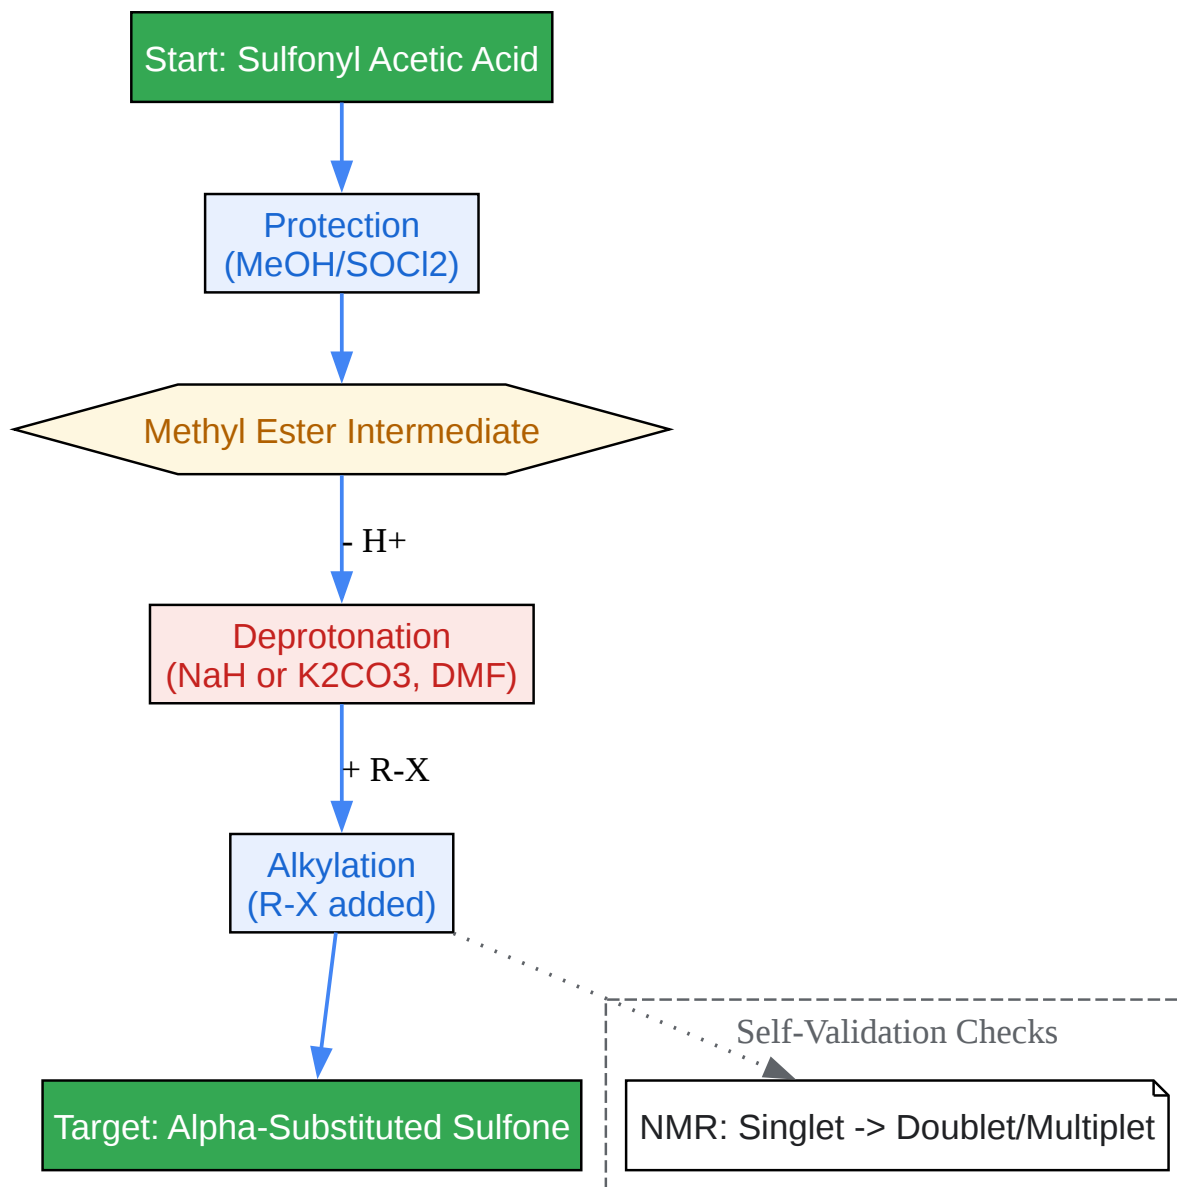 Start: Sulfonyl Acetic Acid
Protection
(MeOH/SOCl2)
Methyl Ester Intermediate
- H+
Deprotonation
(NaH or K2CO3, DMF)
+ R-X
Alkylation
(R-X added)
Self-Validation Checks
Target: Alpha-Substituted Sulfone
NMR: Singlet -> Doublet/Multiplet